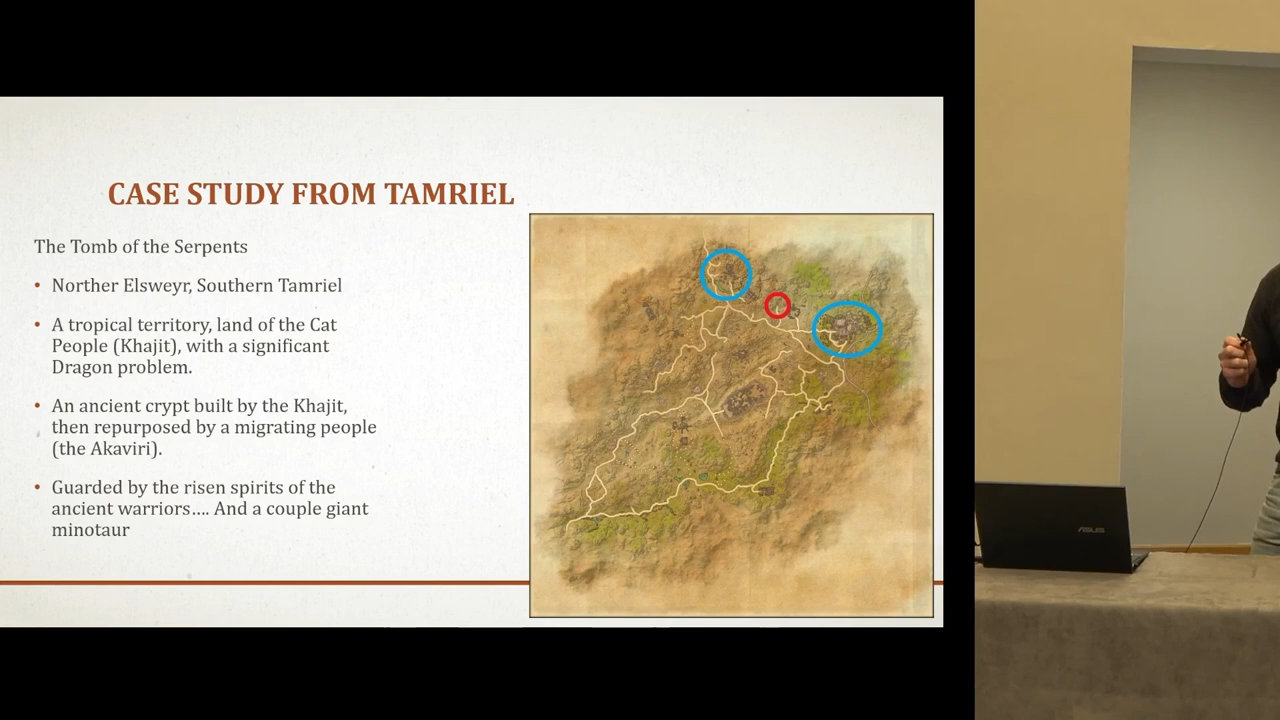 CASE STUDY FROM TAMRIEL
The Tomb of the Serpents
• Norther Elsweyr, Southern Tamriel
• A tropical territory, land of the Cat
People (Khajit), with a significant
Dragon problem.
• An ancient crypt built by the Khajit,
then repurposed by a migrating people
(the Akaviri).
• Guarded by the risen spirits of the
ancient warriors…. And a couple giant
minotaur
ASUS